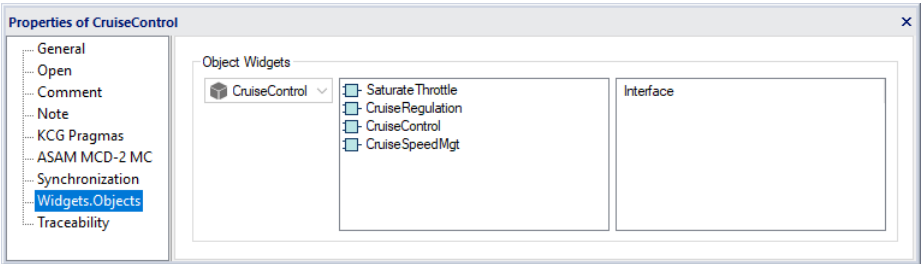 Properties of CruiseControl
General
Open
Comment
Note
KCG Pragmas
ASAM MCD-2 MC
Synchronization
Widgets.Objects
Traceability
Object Widgets
CruiseControl
SaturateThrottle
CruiseRegulation
CruiseControl
CruiseSpeedMgt
Interface